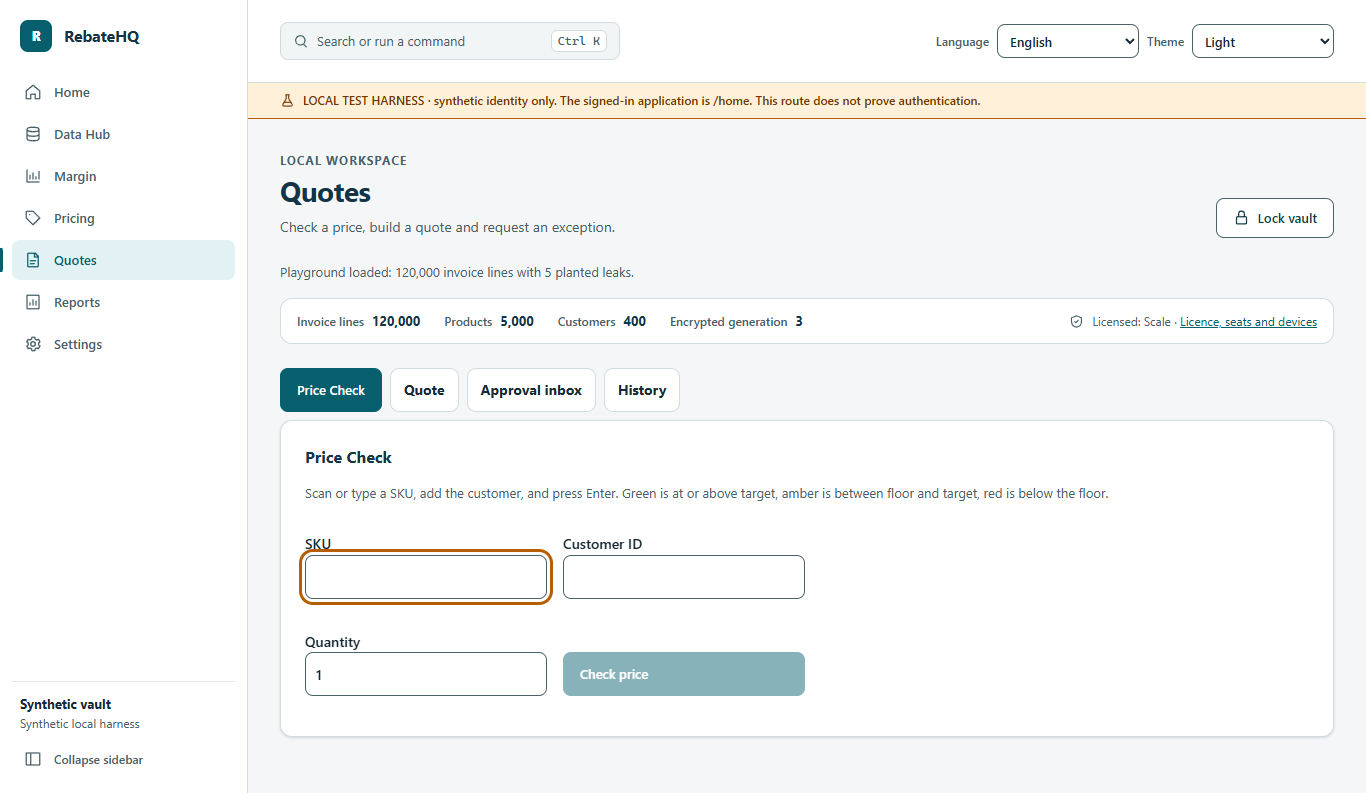 R RebateHQ
Search or run a command Ctrl K
Language English Theme Light
Home
Data Hub
Margin
Pricing
Quotes
Reports
Settings
LOCAL TEST HARNESS · synthetic identity only. The signed-in application is /home. This route does not prove authentication.
LOCAL WORKSPACE
Quotes
Check a price, build a quote and request an exception.
Lock vault
Playground loaded: 120,000 invoice lines with 5 planted leaks.
Invoice lines 120,000 Products 5,000 Customers 400 Encrypted generation 3 Licensed: Scale · Licence, seats and devices
Price Check Quote Approval inbox History
Price Check
Scan or type a SKU, add the customer, and press Enter. Green is at or above target, amber is between floor and target, red is below the floor.
SKU Customer ID
Quantity
1 Check price
Synthetic vault
Synthetic local harness
Collapse sidebar